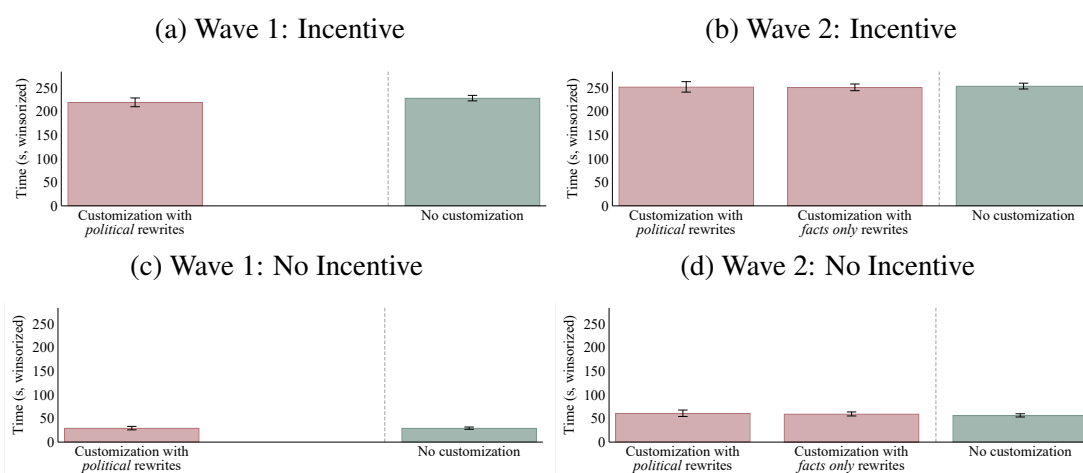 (a) Wave 1: Incentive
Time (s, winsorized)
250
200
150
100
50
0
Customization with
political rewrites
No customization
(b) Wave 2: Incentive
Time (s, winsorized)
250
200
150
100
50
0
Customization with
political rewrites
Customization with
facts only rewrites
No customization
(c) Wave 1: No Incentive
Time (s, winsorized)
250
200
150
100
50
0
Customization with
political rewrites
No customization
(d) Wave 2: No Incentive
Time (s, winsorized)
250
200
150
100
50
0
Customization with
political rewrites
Customization with
facts only rewrites
No customization